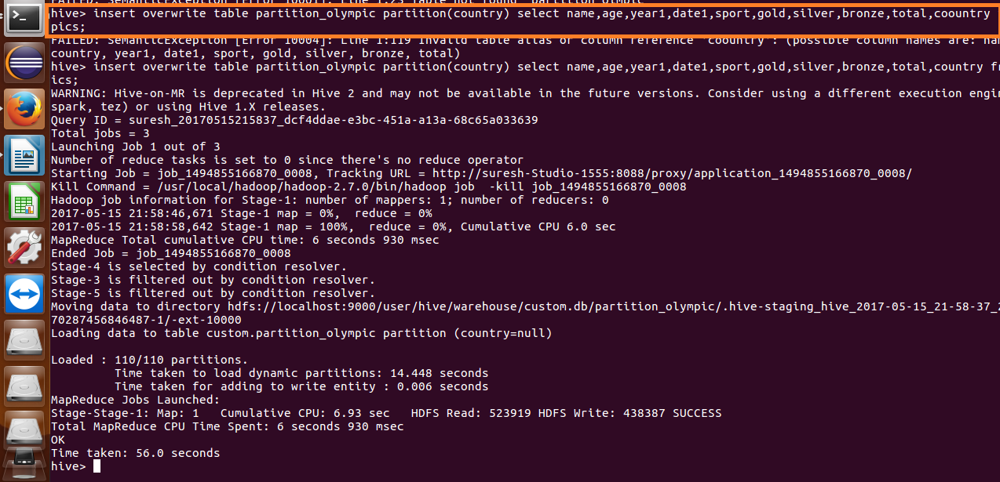 FAILED: SemanticException [Error 10001]: Line 1:23 Table not found 'partition_olmpic'
hive> insert overwrite table partition_olympic partition(country) select name,age,year1,date1,sport,gold,silver,bronze,total,coountry
pics;
FAILED: SemanticException [Error 10004]: Line 1:119 Invalid table alias or column reference 'coountry': (possible column names are: nam
country, year1, date1, sport, gold, silver, bronze, total)
hive> insert overwrite table partition_olympic partition(country) select name,age,year1,date1,sport,gold,silver,bronze,total,country fr
ics;
WARNING: Hive-on-MR is deprecated in Hive 2 and may not be available in the future versions. Consider using a different execution engin
spark, tez) or using Hive 1.X releases.
Query ID = suresh_20170515215837_dcf4ddae-e3bc-451a-a13a-68c65a033639
Total jobs = 3
Launching Job 1 out of 3
Number of reduce tasks is set to 0 since there's no reduce operator
Starting Job = job_1494855166870_0008, Tracking URL = http://suresh-Studio-1555:8088/proxy/application_1494855166870_0008/
Kill Command = /usr/local/hadoop/hadoop-2.7.0/bin/hadoop job  -kill job_1494855166870_0008
Hadoop job information for Stage-1: number of mappers: 1; number of reducers: 0
2017-05-15 21:58:46,671 Stage-1 map = 0%,  reduce = 0%
2017-05-15 21:58:58,642 Stage-1 map = 100%,  reduce = 0%, Cumulative CPU 6.0 sec
MapReduce Total cumulative CPU time: 6 seconds 930 msec
Ended Job = job_1494855166870_0008
Stage-4 is selected by condition resolver.
Stage-3 is filtered out by condition resolver.
Stage-5 is filtered out by condition resolver.
Moving data to directory hdfs://localhost:9000/user/hive/warehouse/custom.db/partition_olympic/.hive-staging_hive_2017-05-15_21-58-37_2
70287456846487-1/-ext-10000
Loading data to table custom.partition_olympic partition (country=null)
Loaded : 110/110 partitions.
Time taken to load dynamic partitions: 14.448 seconds
Time taken for adding to write entity : 0.006 seconds
MapReduce Jobs Launched:
Stage-Stage-1: Map: 1   Cumulative CPU: 6.93 sec   HDFS Read: 523919 HDFS Write: 438387 SUCCESS
Total MapReduce CPU Time Spent: 6 seconds 930 msec
OK
Time taken: 56.0 seconds
hive>